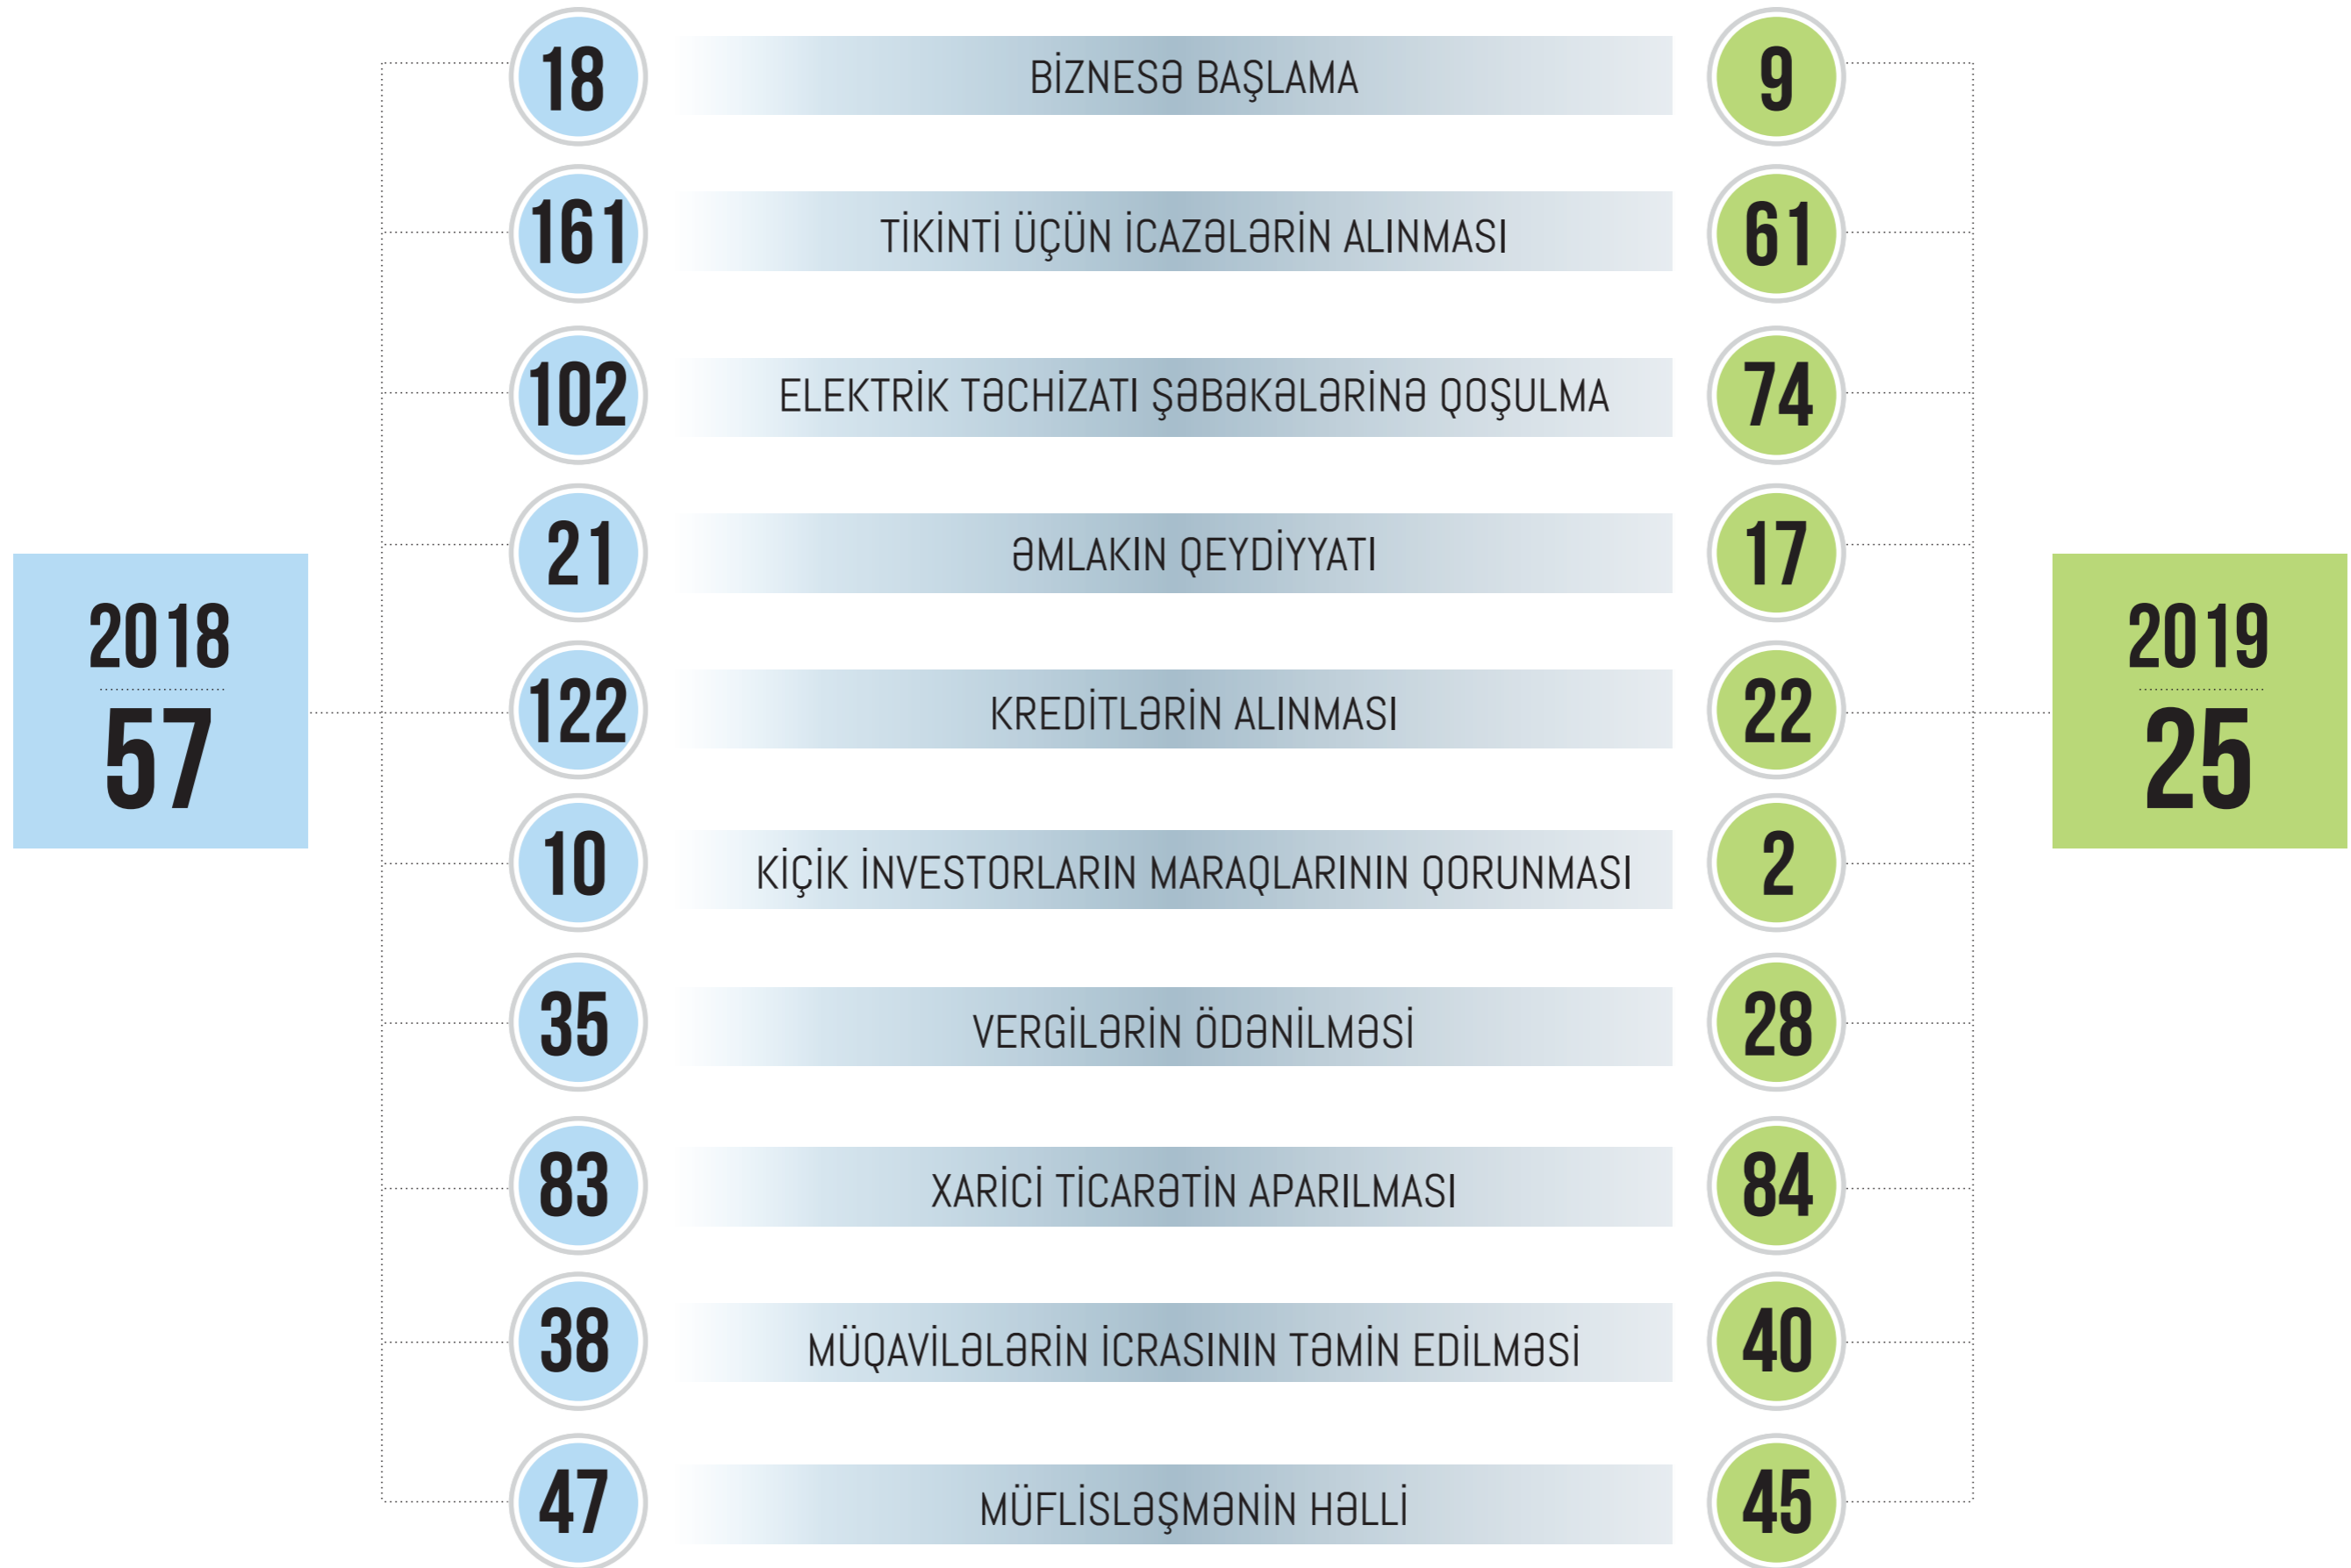 18 BİZNESƏ BAŞLAMA 9
161 TİKİNTİ ÜÇÜN İCAZƏLƏRİN ALINMASI 61
102 ELEKTRİK TƏCHİZATI ŞƏBƏKƏLƏRİNƏ QOŞULMA 74
21 ƏMLAKIN QEYDİYYATI 17
2018
57
122 KREDİTLƏRİN ALINMASI 22
2019
25
10 KİÇİK İNVESTORLARIN MARAQLARININ QORUNMASI 2
35 VERGİLƏRİN ÖDƏNİLMƏSİ 28
83 XARİCİ TİCARƏTİN APARILMASI 84
38 MÜQAVİLƏLƏRİN İCRASININ TƏMİN EDİLMƏSİ 40
47 MÜFLİSLƏŞMƏNİN HƏLLİ 45